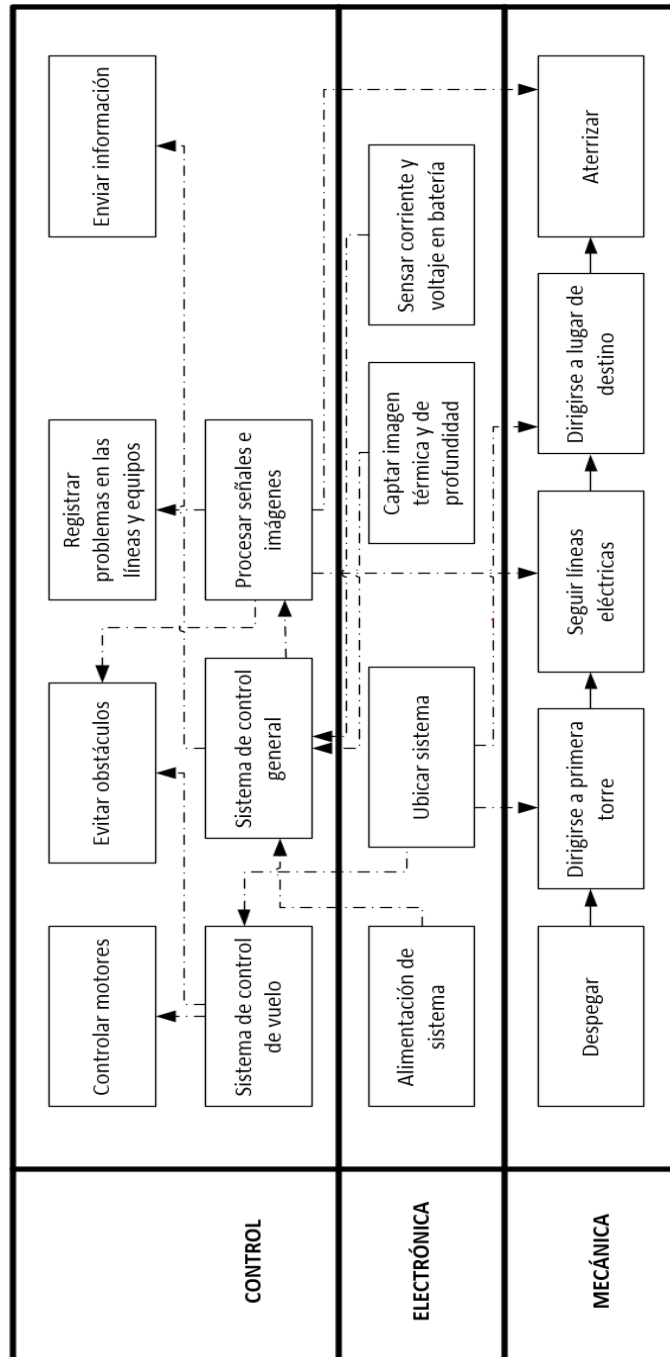 CONTROL
Controlar motores
Evitar obstáculos
Registrar
problemas en las
líneas y equipos
Enviar información
Sistema de control
de vuelo
Sistema de control
general
Procesar señales e
imágenes
ELECTRÓNICA
Alimentación de
sistema
Ubicar sistema
Captar imagen
térmica y de
profundidad
Sensar corriente y
voltaje en batería
MECÁNICA
Despegar
Dirigirse a primera
torre
Seguir líneas
eléctricas
Dirigirse a lugar de
destino
Aterrizar